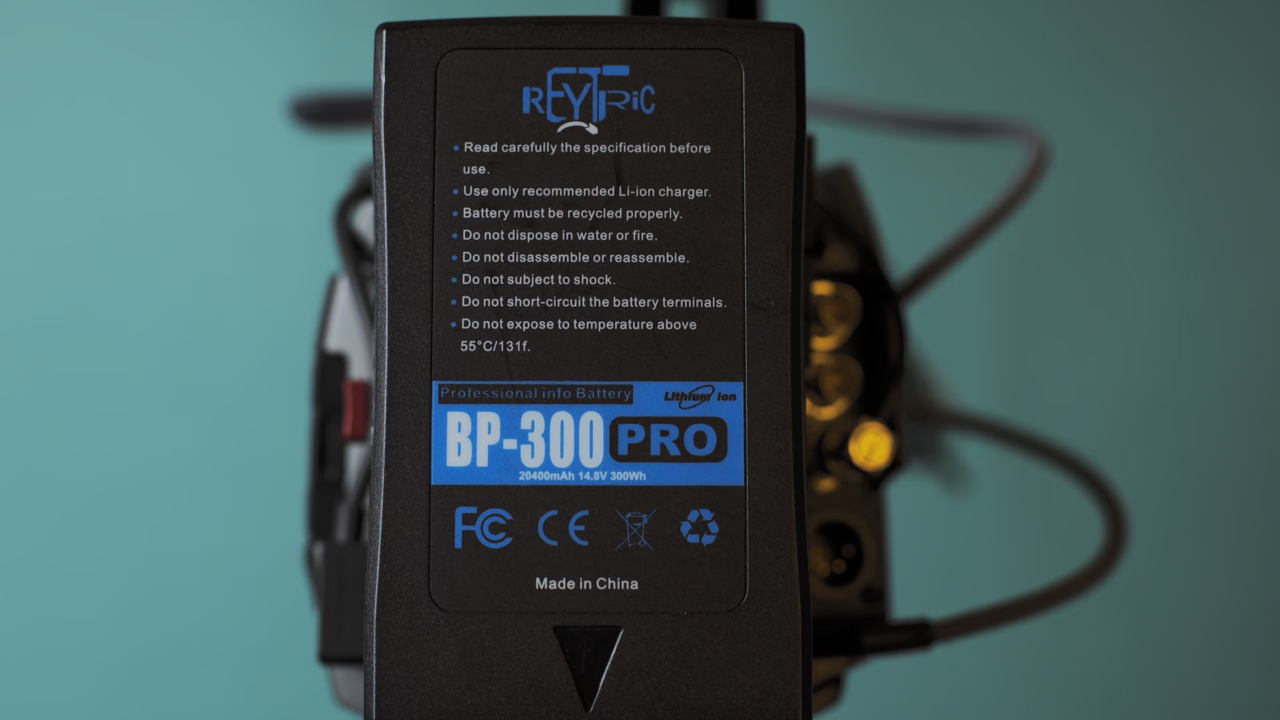 REYTRiC
• Read carefully the specification before
use.
• Use only recommended Li-ion charger.
• Battery must be recycled properly.
• Do not dispose in water or fire.
• Do not disassemble or reassemble.
• Do not subject to shock.
• Do not short-circuit the battery terminals.
• Do not expose to temperature above
55°C/131f.
Professional info Battery
Lithium Ion
BP-300 PRO
20400mAh 14.8V 300Wh
FC CE
Made in China